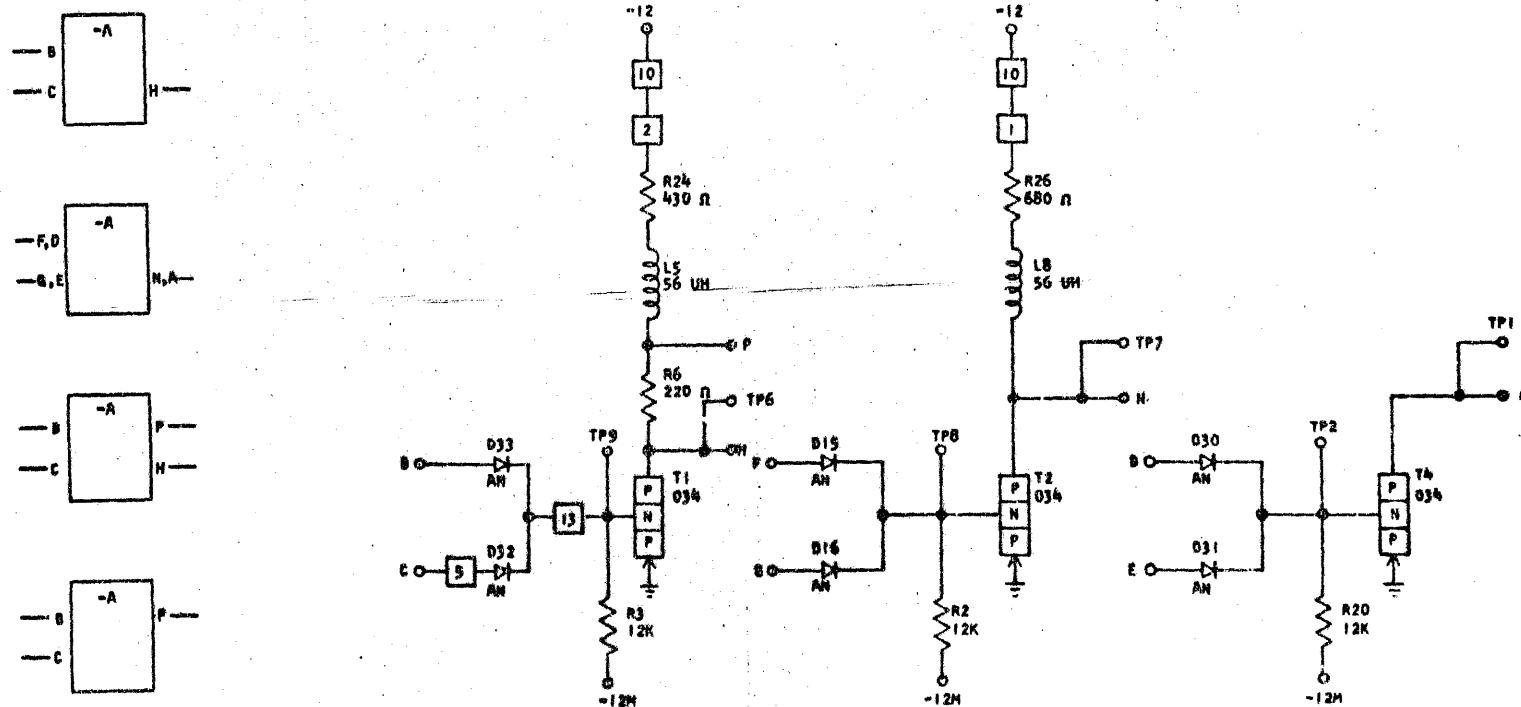 -A
B
C
H
-A
F,D
G,E
N,A
-A
B
C
P
H
-A
B
C
P
-12
10
2
R24
430 Ω
L5
56 UH
P
R6
220 Ω
TP6
H
B
D33
AN
TP9
T1
034
P
N
P
13
C
5
D32
AN
R3
12K
-12M
-12
10
1
R26
680 Ω
L8
56 UH
TP7
N
F
D15
AN
TP8
T2
034
P
N
P
G
D16
AN
R2
12K
-12M
TP1
D
D30
AN
TP2
T4
034
P
N
P
E
D31
AN
R20
12K
-12M